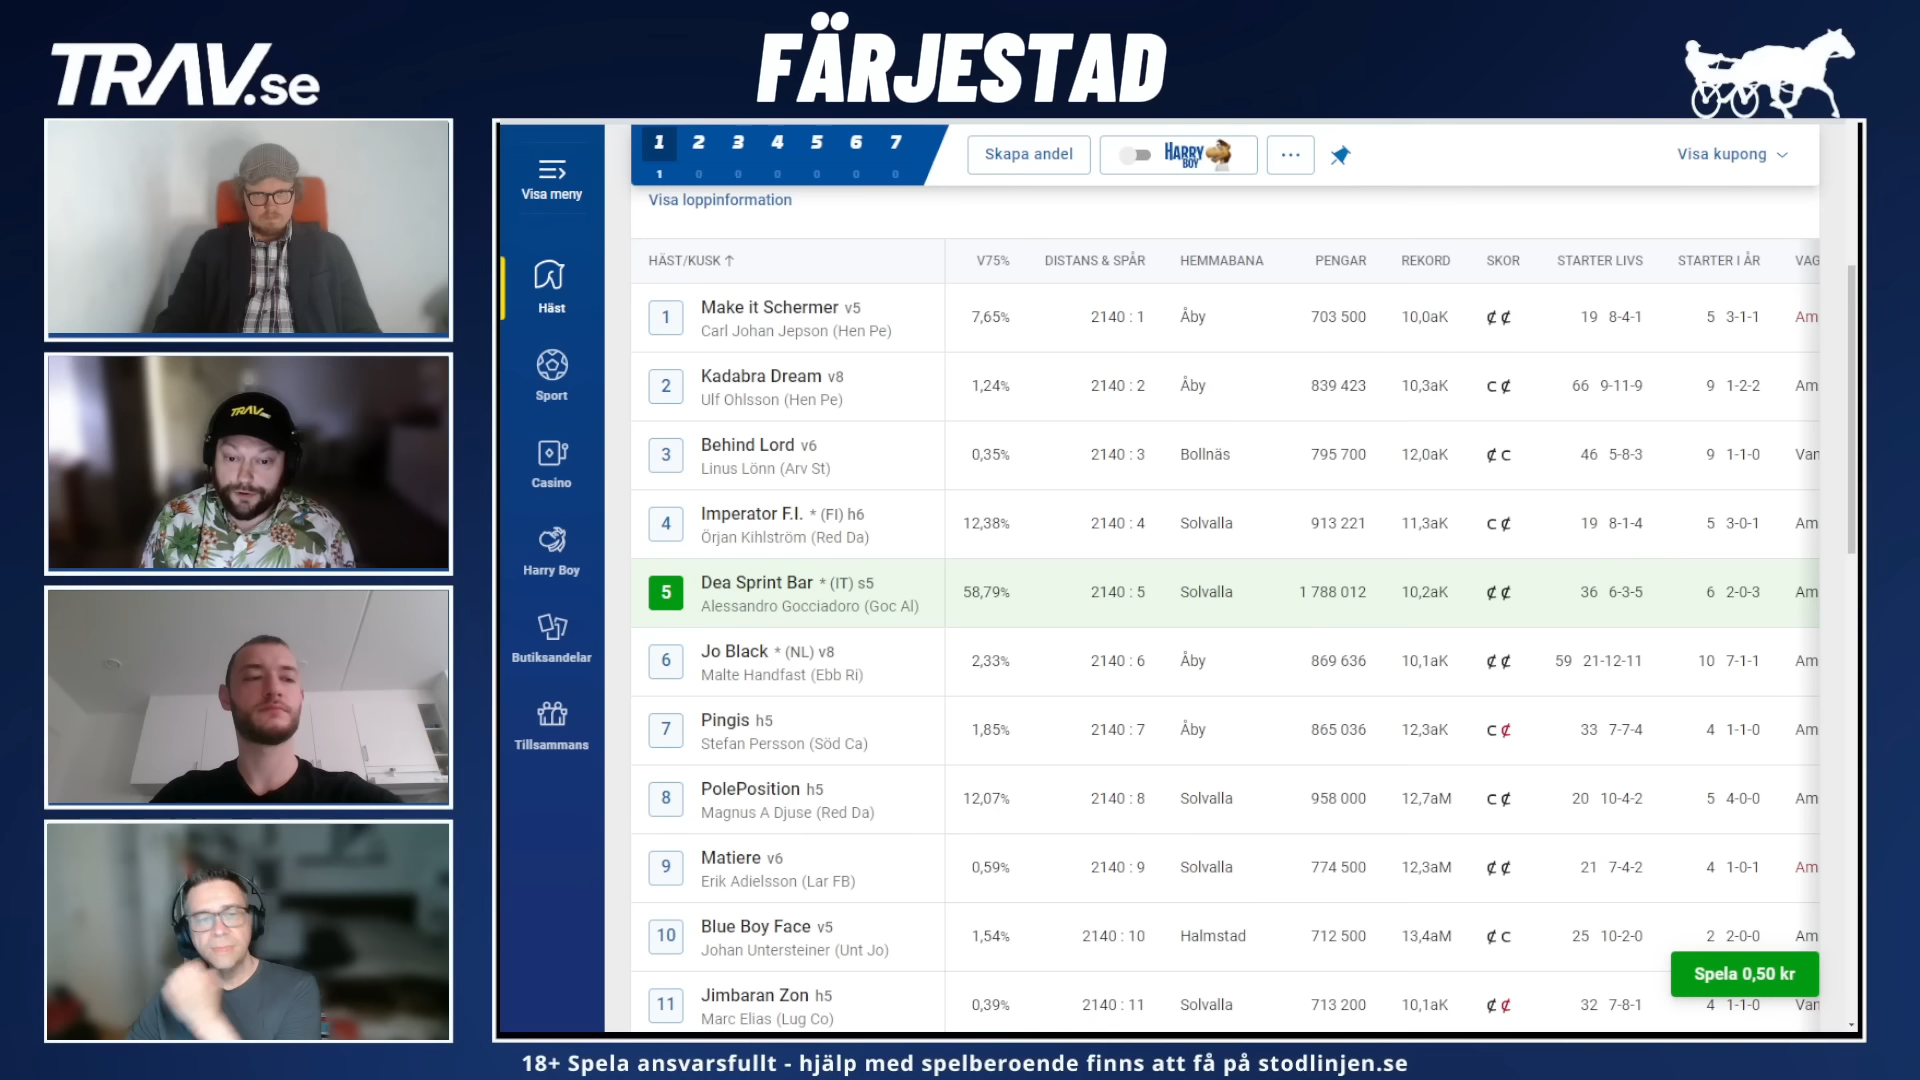 TRAV.se
FÄRJESTAD
TRAV.se
Visa meny
Häst
Sport
Casino
Harry Boy
Butiksandelar
Tillsammans
1 2 3 4 5 6 7
1 0 0 0 0 0 0
Skapa andel
HARRY BOY
...
Visa kupong
Visa loppinformation
HÄST/KUSK ↑ V75% DISTANS & SPÅR HEMMABANA PENGAR REKORD SKOR STARTER LIVS STARTER I ÅR VAG
1 Make it Schermer v5 7,65% 2140 : 1 Åby 703 500 10,0aK ȼ ȼ 19 8-4-1 5 3-1-1 Am
Carl Johan Jepson (Hen Pe)
2 Kadabra Dream v8 1,24% 2140 : 2 Åby 839 423 10,3aK c ȼ 66 9-11-9 9 1-2-2 Am
Ulf Ohlsson (Hen Pe)
3 Behind Lord v6 0,35% 2140 : 3 Bollnäs 795 700 12,0aK ȼ c 46 5-8-3 9 1-1-0 Van
Linus Lönn (Arv St)
4 Imperator F.I. * (FI) h6 12,38% 2140 : 4 Solvalla 913 221 11,3aK c ȼ 19 8-1-4 5 3-0-1 Am
Örjan Kihlström (Red Da)
5 Dea Sprint Bar * (IT) s5 58,79% 2140 : 5 Solvalla 1 788 012 10,2aK ȼ ȼ 36 6-3-5 6 2-0-3 Am
Alessandro Gocciadoro (Goc Al)
6 Jo Black * (NL) v8 2,33% 2140 : 6 Åby 869 636 10,1aK ȼ ȼ 59 21-12-11 10 7-1-1 Am
Malte Handfast (Ebb Ri)
7 Pingis h5 1,85% 2140 : 7 Åby 865 036 12,3aK c ȼ 33 7-7-4 4 1-1-0 Am
Stefan Persson (Söd Ca)
8 PolePosition h5 12,07% 2140 : 8 Solvalla 958 000 12,7aM c ȼ 20 10-4-2 5 4-0-0 Am
Magnus A Djuse (Red Da)
9 Matiere v6 0,59% 2140 : 9 Solvalla 774 500 12,3aM ȼ ȼ 21 7-4-2 4 1-0-1 Am
Erik Adielsson (Lar FB)
10 Blue Boy Face v5 1,54% 2140 : 10 Halmstad 712 500 13,4aM ȼ c 25 10-2-0 2 2-0-0 Am
Johan Untersteiner (Unt Jo)
11 Jimbaran Zon h5 0,39% 2140 : 11 Solvalla 713 200 10,1aK ȼ ȼ 32 7-8-1 4 1-1-0 Van
Marc Elias (Lug Co)
Spela 0,50 kr
18+ Spela ansvarsfullt - hjälp med spelberoende finns att få på stodlinjen.se